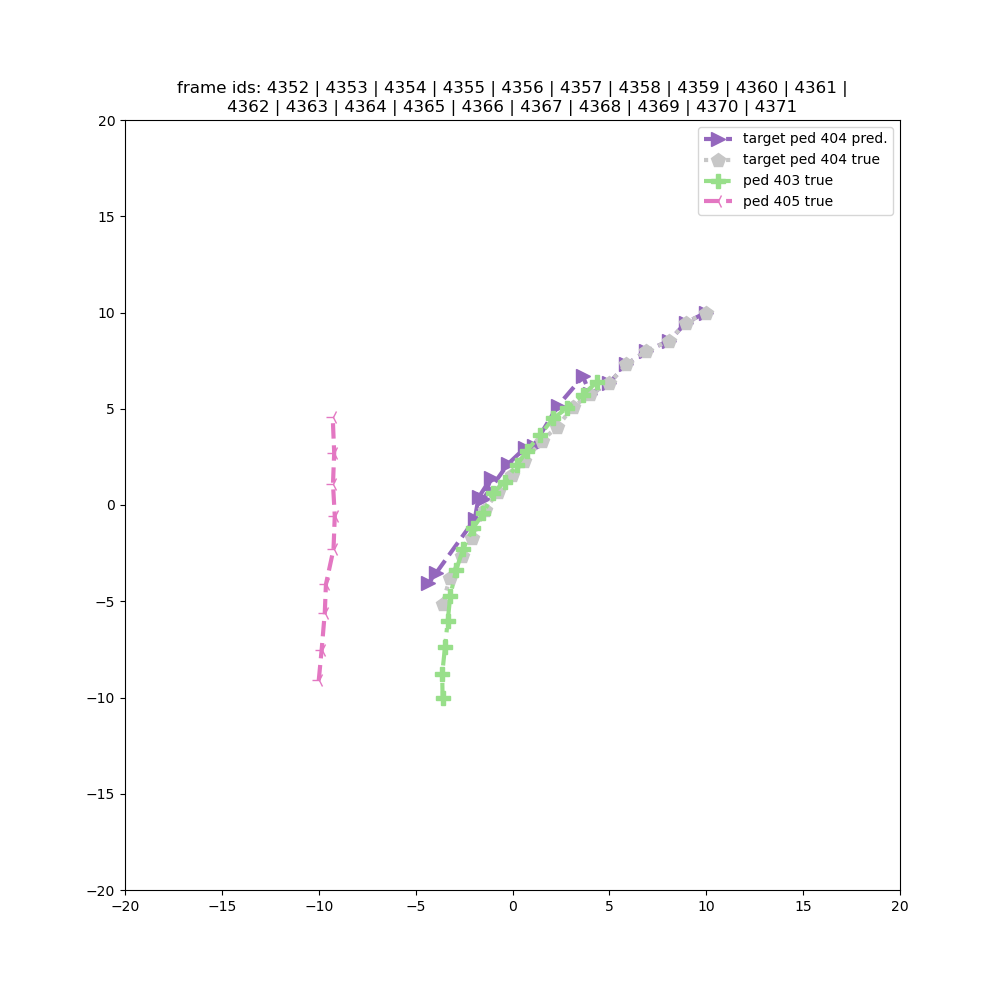 frame ids: 4352 | 4353 | 4354 | 4355 | 4356 | 4357 | 4358 | 4359 | 4360 | 4361 |
4362 | 4363 | 4364 | 4365 | 4366 | 4367 | 4368 | 4369 | 4370 | 4371
target ped 404 pred.
target ped 404 true
ped 403 true
ped 405 true
20
15
10
5
0
−5
−10
−15
−20
−20 −15 −10 −5 0 5 10 15 20